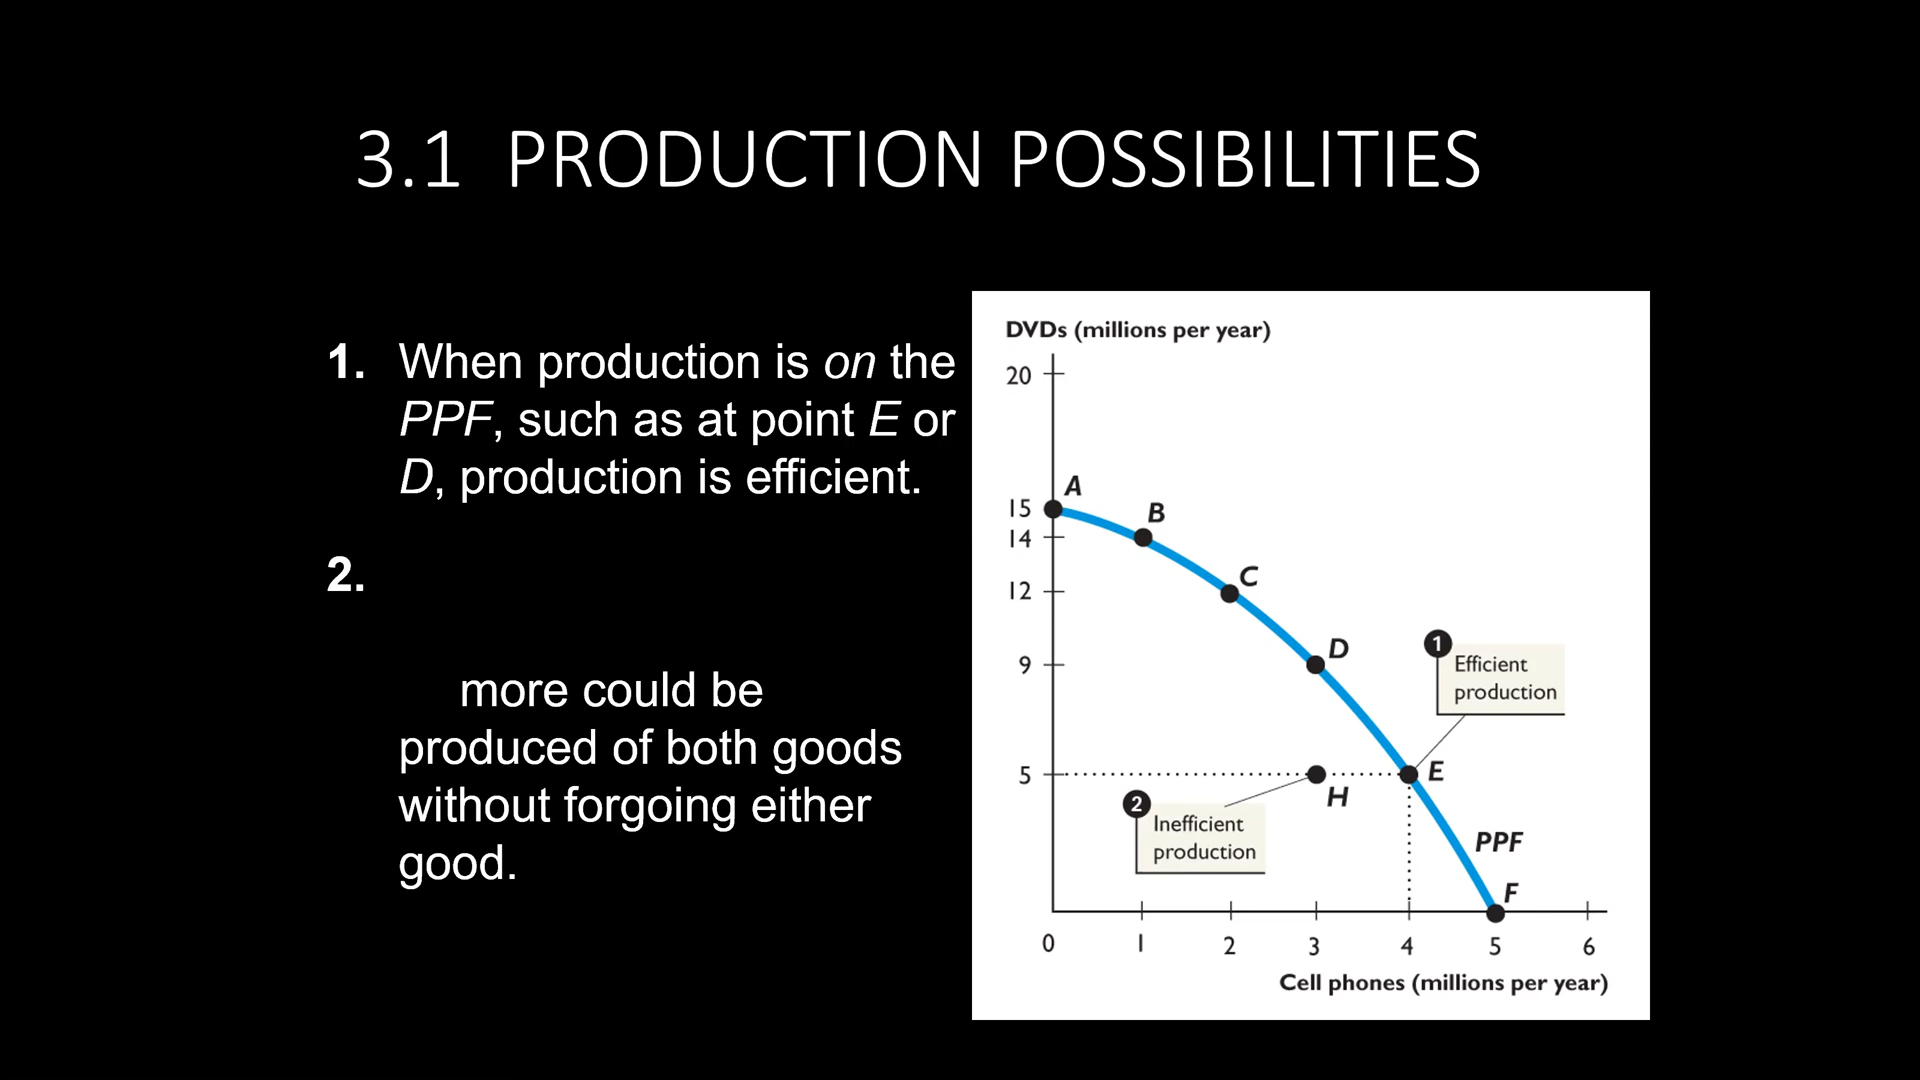 3.1 PRODUCTION POSSIBILITIES
1. When production is on the
PPF, such as at point E or
D, production is efficient.
2.
more could be
produced of both goods
without forgoing either
good.
DVDs (millions per year)
20
15
14
12
9
5
A
B
C
D
E
H
F
1
Efficient
production
2
Inefficient
production
PPF
0 1 2 3 4 5 6
Cell phones (millions per year)